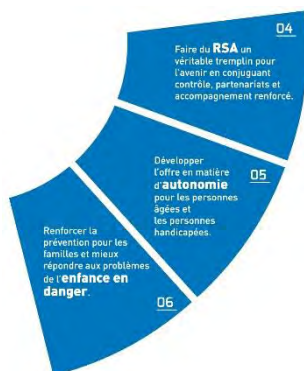 04
Faire du RSA un
véritable tremplin pour
l'avenir en conjuguant
contrôle, partenariats et
accompagnement renforcé.
Développer
l'offre en matière
d'autonomie
pour les personnes
âgées et
les personnes
handicapées.
05
Renforcer la
prévention pour les
familles et mieux
répondre aux problèmes
de l'enfance en
danger.
06